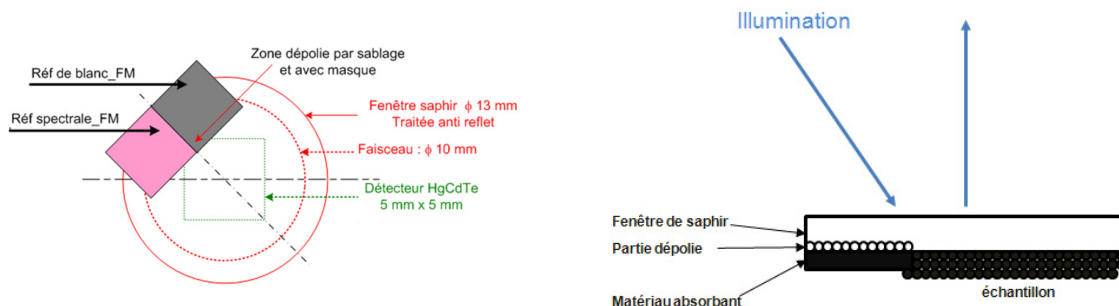 Réf de blanc_FM
Réf spectrale_FM
Zone dépolie par sablage
et avec masque
Fenêtre saphir ϕ 13 mm
Traitée anti reflet
Faisceau : ϕ 10 mm
Détecteur HgCdTe
5 mm x 5 mm
Illumination
Fenêtre de saphir
Partie dépolie
Matériau absorbant
échantillon